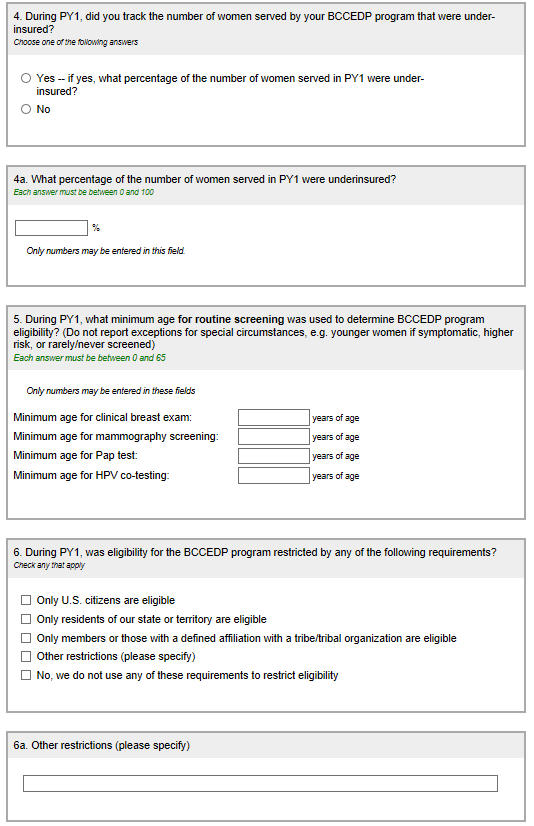 4. During PY1, did you track the number of women served by your BCCEDP program that were under-
insured?
Choose one of the following answers
Yes -- if yes, what percentage of the number of women served in PY1 were under-
insured?
No
4a. What percentage of the number of women served in PY1 were underinsured?
Each answer must be between 0 and 100
%
Only numbers may be entered in this field.
5. During PY1, what minimum age for routine screening was used to determine BCCEDP program
eligibility? (Do not report exceptions for special circumstances, e.g. younger women if symptomatic, higher
risk, or rarely/never screened)
Each answer must be between 0 and 65
Only numbers may be entered in these fields
Minimum age for clinical breast exam: years of age
Minimum age for mammography screening: years of age
Minimum age for Pap test: years of age
Minimum age for HPV co-testing: years of age
6. During PY1, was eligibility for the BCCEDP program restricted by any of the following requirements?
Check any that apply
Only U.S. citizens are eligible
Only residents of our state or territory are eligible
Only members or those with a defined affiliation with a tribe/tribal organization are eligible
Other restrictions (please specify)
No, we do not use any of these requirements to restrict eligibility
6a. Other restrictions (please specify)